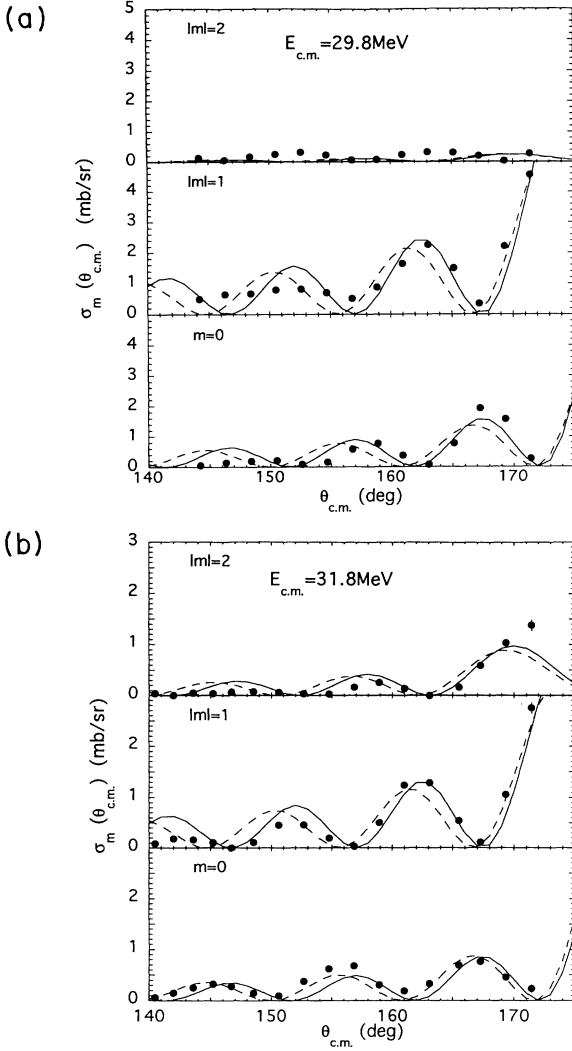 (a)
5
|m|=2
E_c.m.=29.8MeV
4
3
2
1
0
|m|=1
4
3
2
1
0
m=0
4
3
2
1
0
σ_m (θ_c.m.) (mb/sr)
140 150 160 170
θ_c.m. (deg)
(b)
3
|m|=2
E_c.m.=31.8MeV
2
1
0
|m|=1
2
1
0
m=0
2
1
0
σ_m (θ_c.m.) (mb/sr)
140 150 160 170
θ_c.m. (deg)